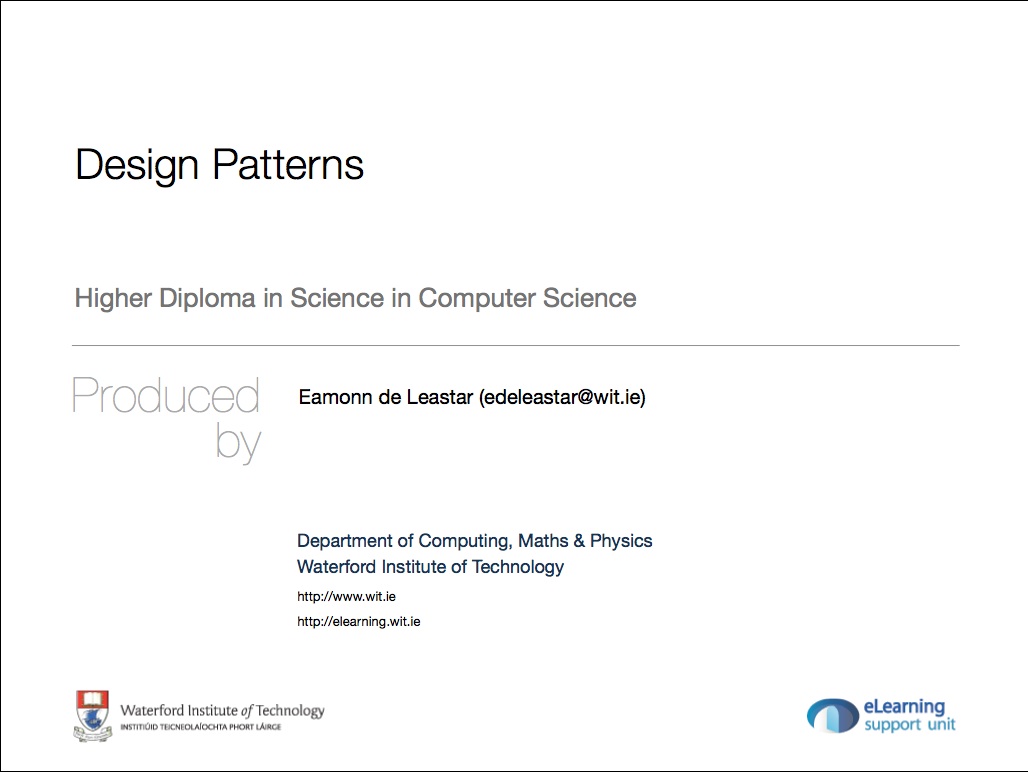 Design Patterns
Higher Diploma in Science in Computer Science
Produced
by
Eamonn de Leastar (edeleastar@wit.ie)
Department of Computing, Maths & Physics
Waterford Institute of Technology
http://www.wit.ie
http://elearning.wit.ie
Waterford Institute of Technology
INSTITIÚID TEICNEOLAÍOCHTA PHORT LÁIRGE
eLearning
support unit